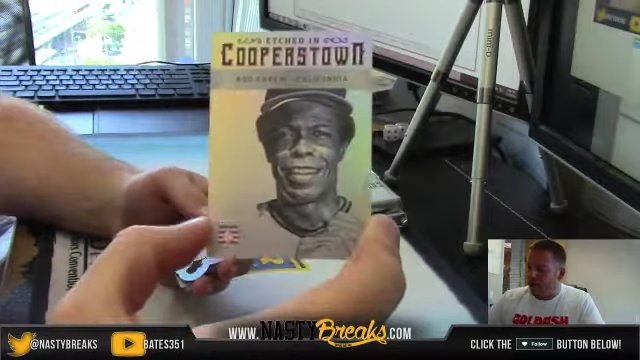 ETCHED IN
COOPERSTOWN
ROD CAREW CALIFORNIA
@NASTYBREAKS
BATES351
WWW.NASTYBreaks.COM
CLICK THE Follow BUTTON BELOW!